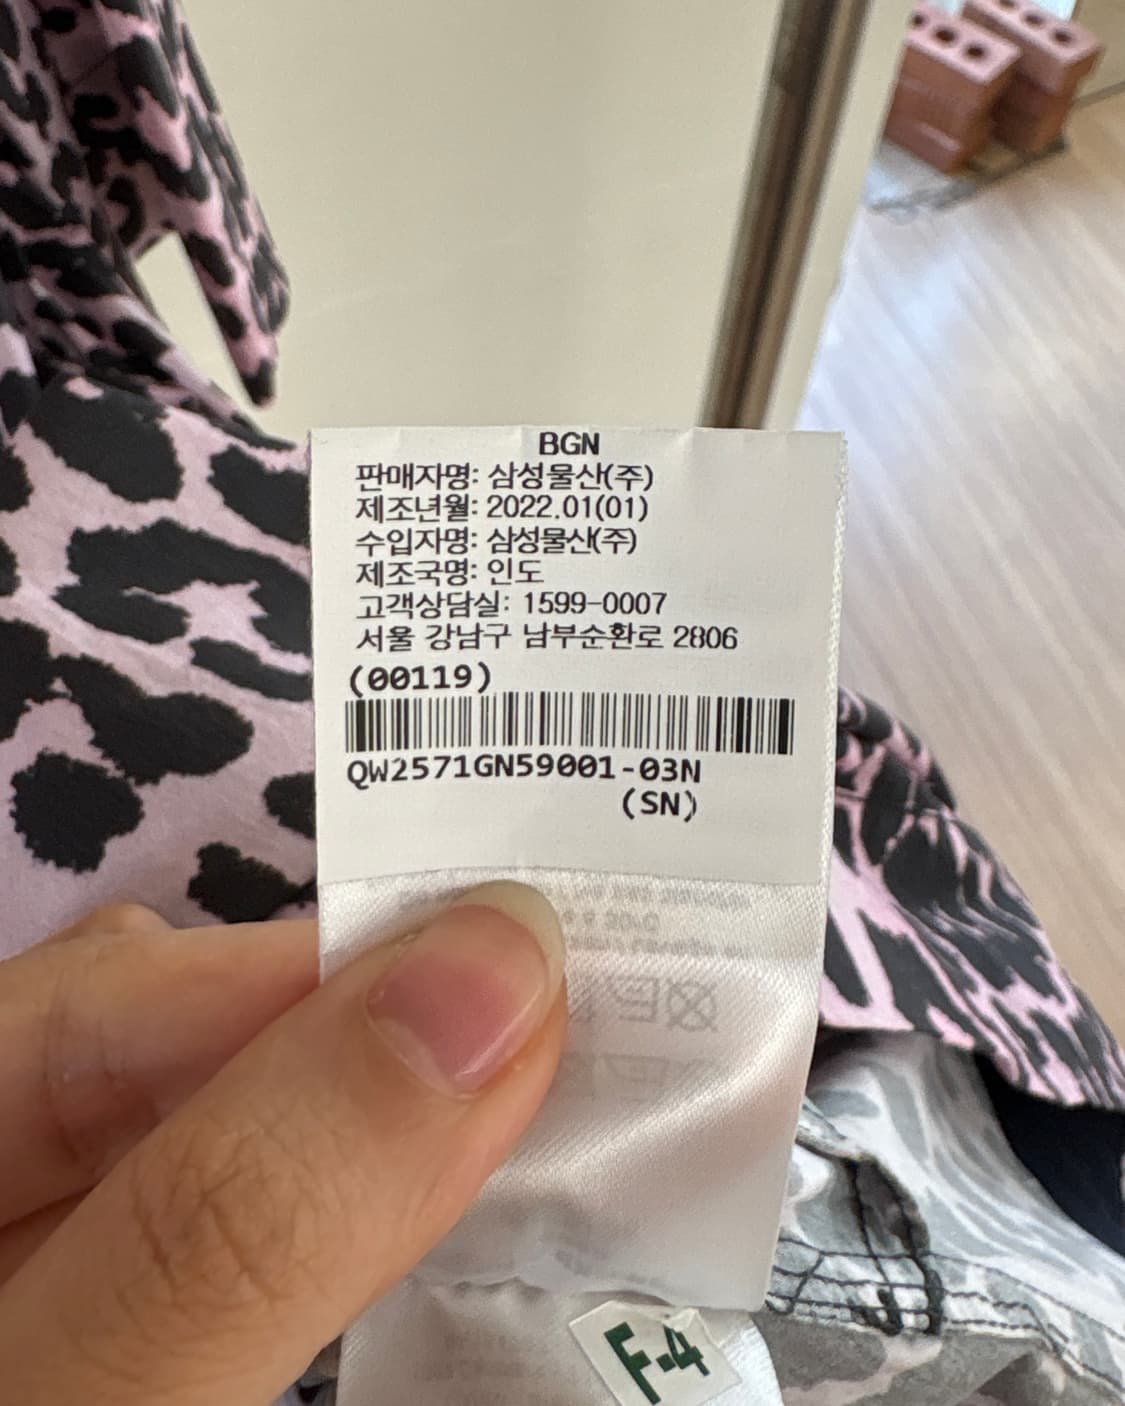 BGN
판매자명: 삼성물산(주)
제조년월: 2022.01(01)
수입자명: 삼성물산(주)
제조국명: 인도
고객상담실: 1599-0007
서울 강남구 남부순환로 2806
(00119)
QW2571GN59001-03N
(SN)
F-4